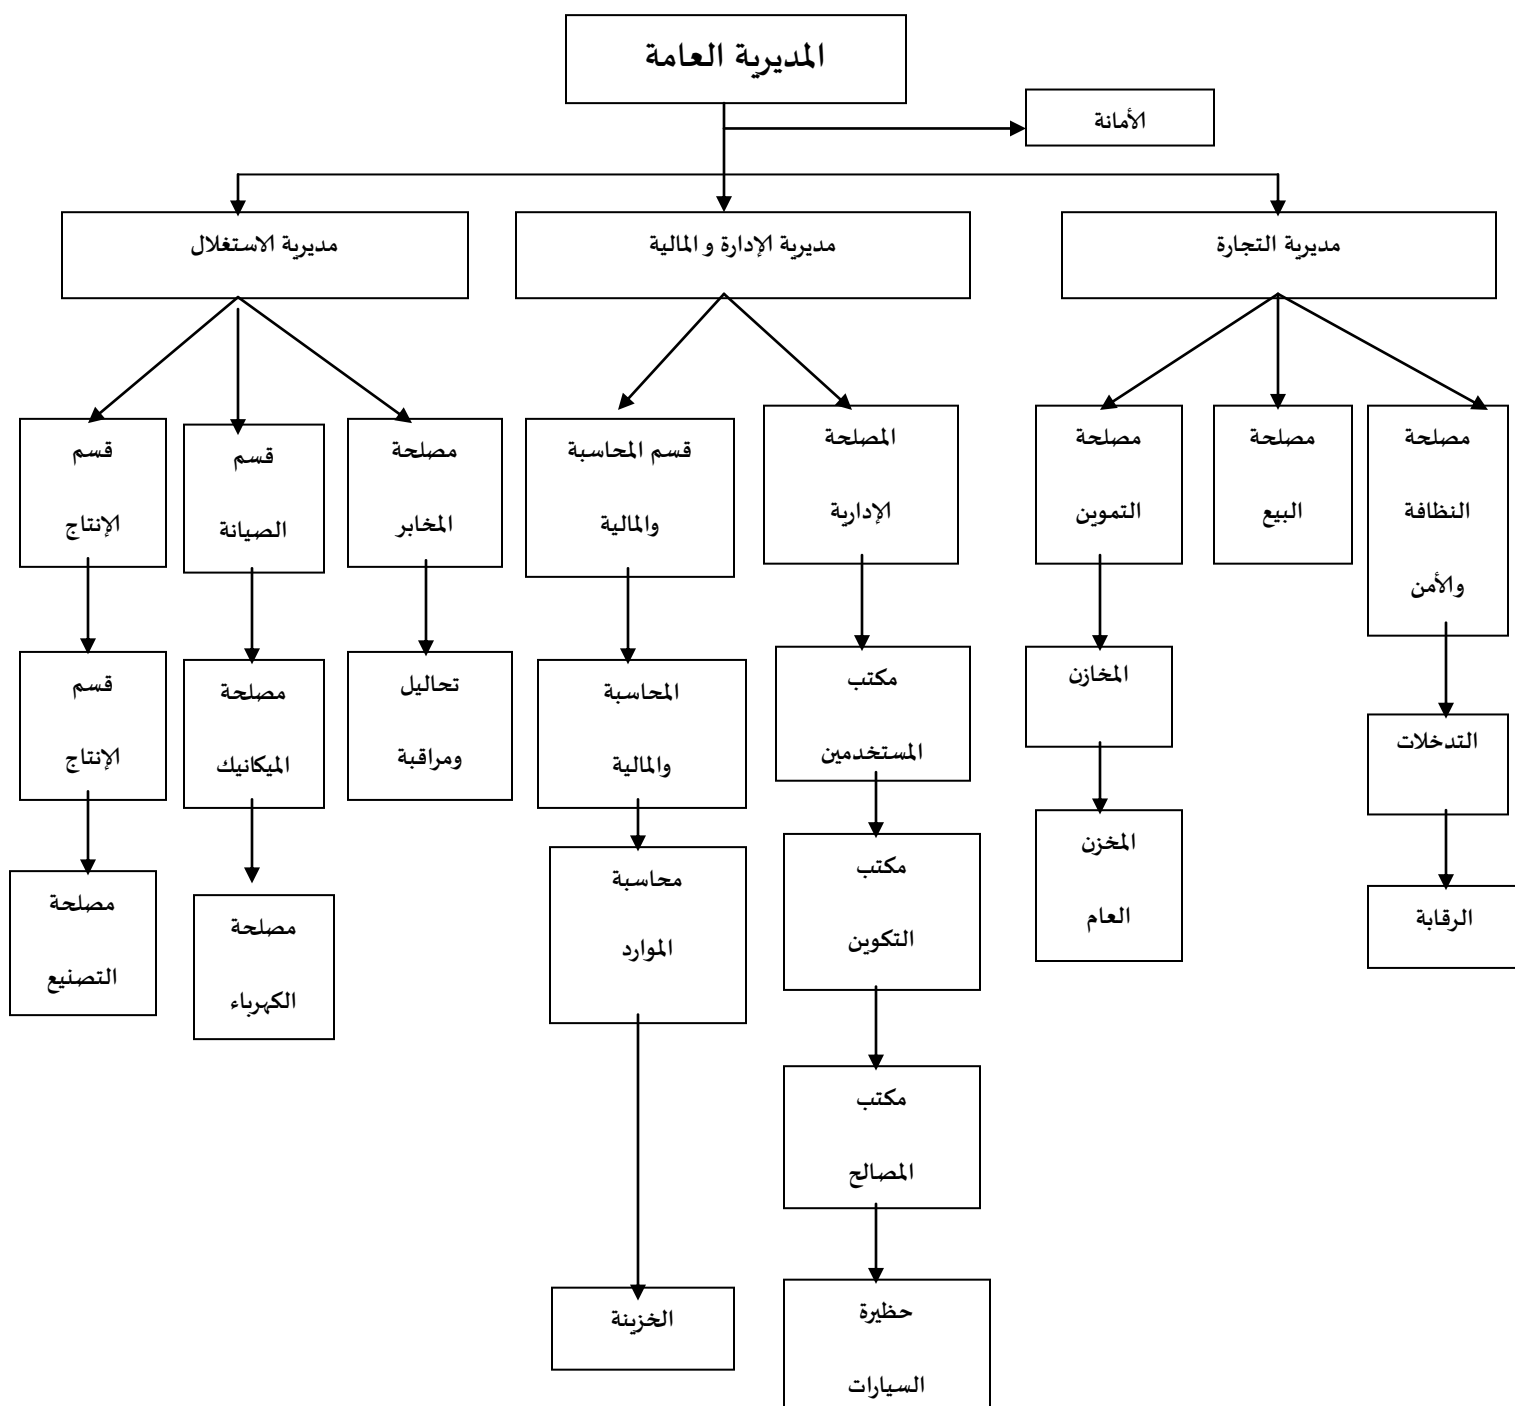 المديرية العامة
الأمانة
مديرية التجارة
مديرية الإدارة و المالية
مديرية الاستغلال
مصلحة
النظافة
والأمن
مصلحة
البيع
مصلحة
التموين
المصلحة
الإدارية
قسم المحاسبة
والمالية
مصلحة
المخابر
قسم
الصيانة
قسم
الإنتاج
التدخلات
المخازن
مكتب
المستخدمين
المحاسبة
والمالية
تحاليل
ومراقبة
مصلحة
الميكانيك
قسم
الإنتاج
الرقابة
المخزن
العام
مكتب
التكوين
محاسبة
الموارد
مصلحة
الكهرباء
مصلحة
التصنيع
مكتب
المصالح
حظيرة
السيارات
الخزينة